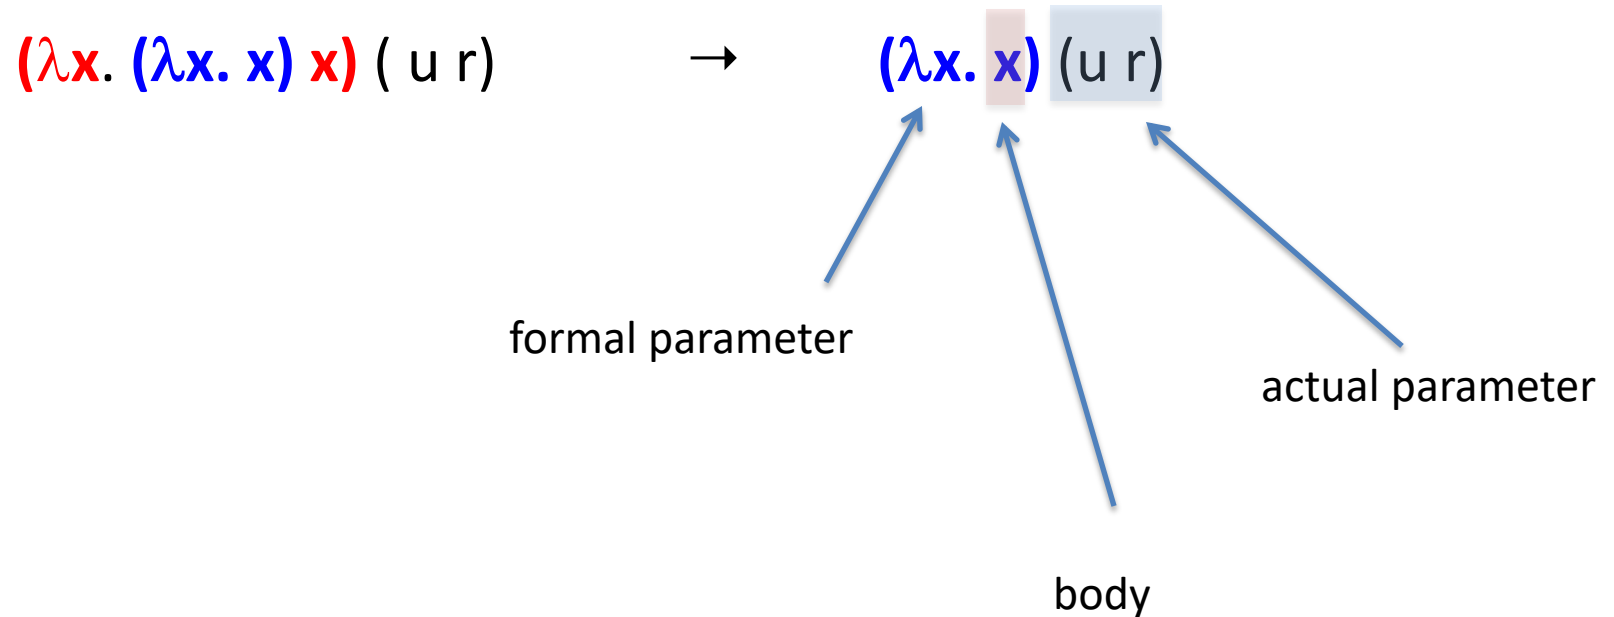 (λx. (λx. x) x) ( u r) → (λx. x) (u r)
formal parameter
actual parameter
body